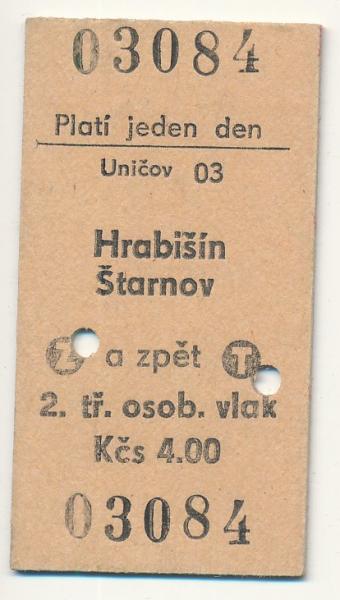 03084
Platí jeden den
Uničov 03
Hrabišín
Štarnov
Z a zpět T
2. tř. osob. vlak
Kčs 4.00
03084